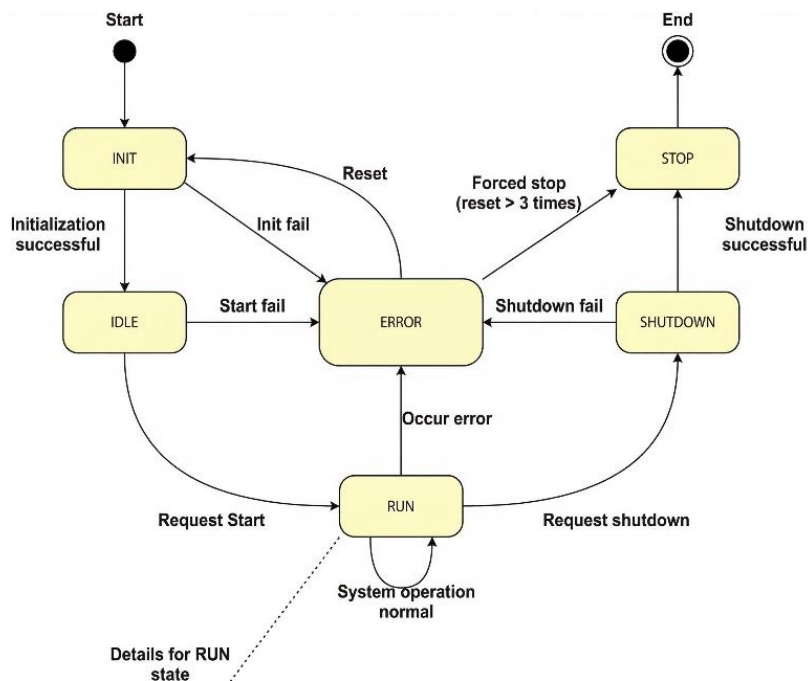 Start
End
INIT
STOP
Reset
Forced stop
(reset > 3 times)
Initialization
successful
Init fail
Shutdown
successful
IDLE
Start fail
ERROR
Shutdown fail
SHUTDOWN
Occur error
RUN
Request Start
Request shutdown
System operation
normal
Details for RUN
state